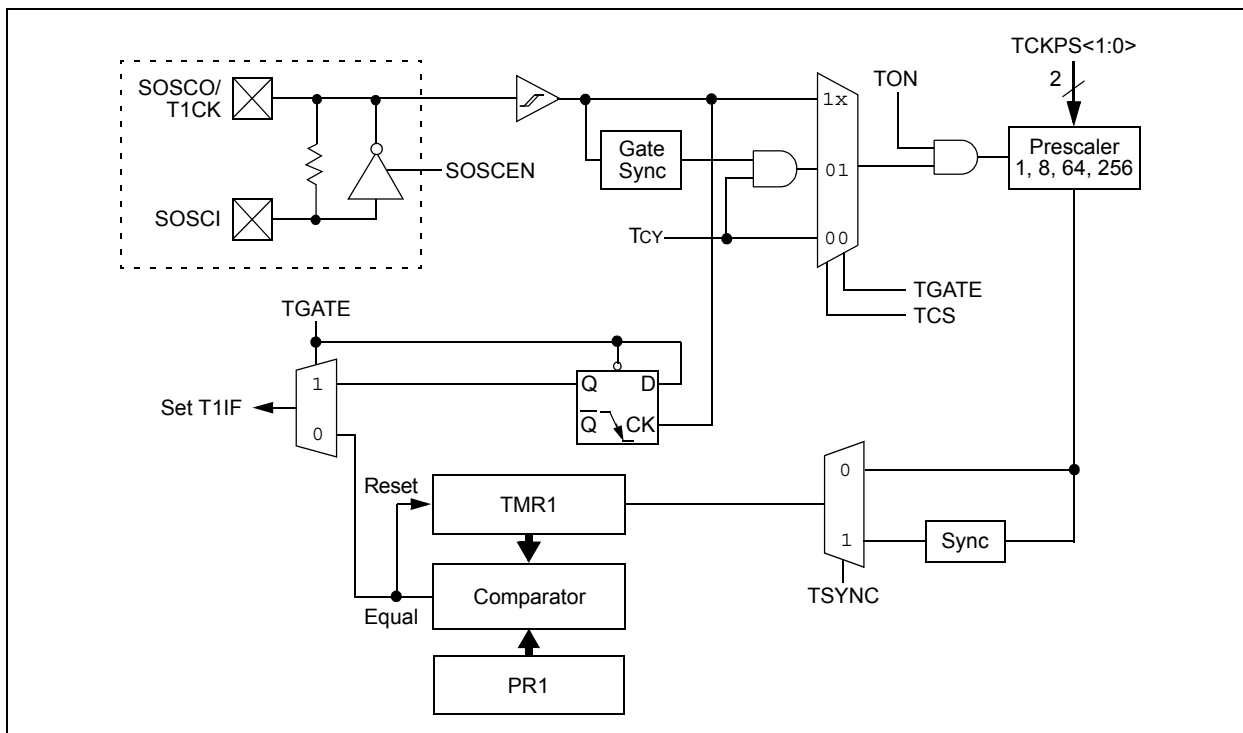 TCKPS<1:0>
2
TON
SOSCO/
T1CK
1x
Gate
Sync
Prescaler
1, 8, 64, 256
SOSCEN
01
SOSCI
TCY
00
TGATE
TCS
TGATE
1
Q
D
Set T1IF
0
Q
CK
Reset
TMR1
0
1
Sync
TSYNC
Comparator
Equal
PR1